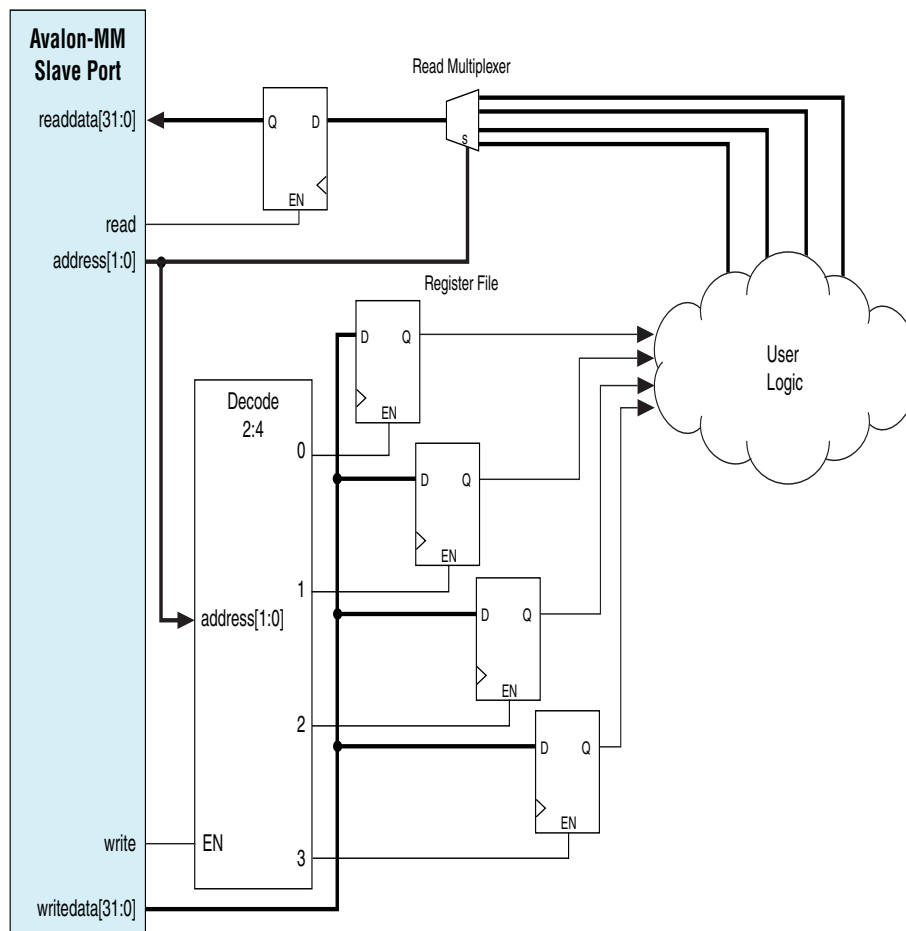 Avalon-MM
Slave Port
Read Multiplexer
readdata[31:0]
Q D
s
EN
read
address[1:0]
Register File
D Q
EN
User
Logic
Decode
2:4
0
D Q
EN
1
address[1:0]
D Q
EN
2
D Q
EN
write
EN
3
writedata[31:0]